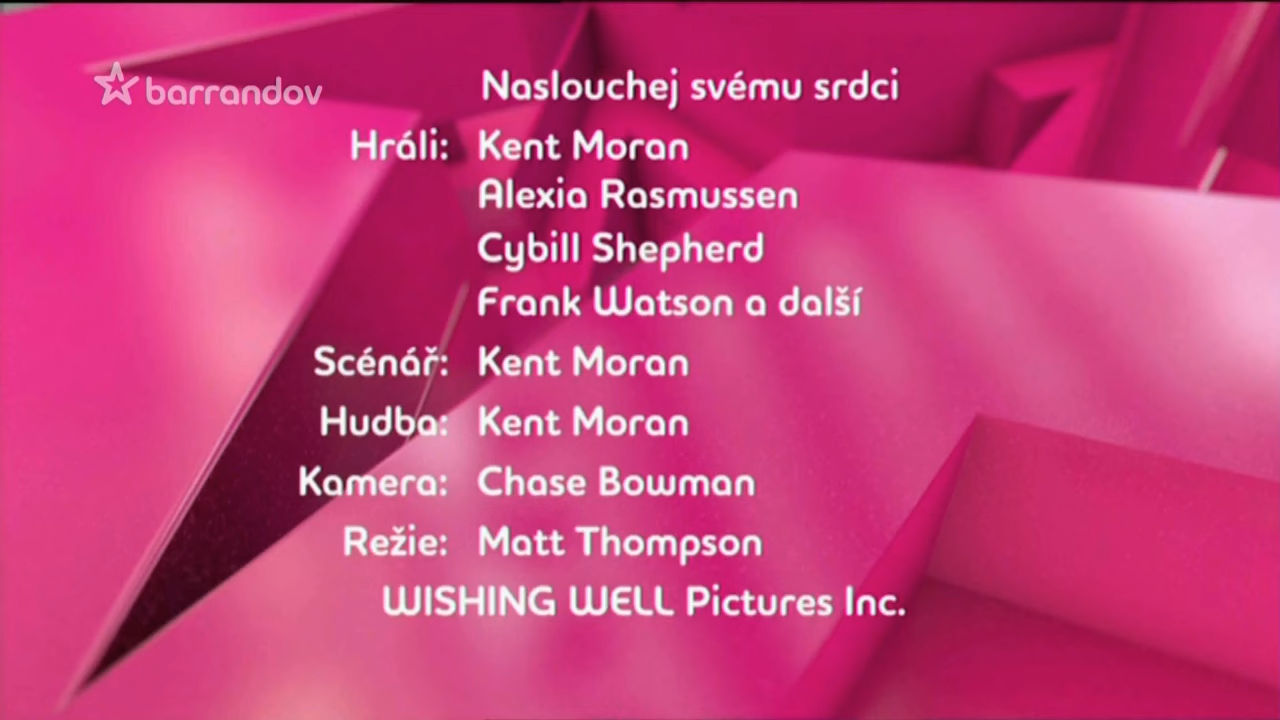 barrandov
Naslouchej svému srdci
Hráli: Kent Moran
Alexia Rasmussen
Cybill Shepherd
Frank Watson a další
Scénář: Kent Moran
Hudba: Kent Moran
Kamera: Chase Bowman
Režie: Matt Thompson
WISHING WELL Pictures Inc.